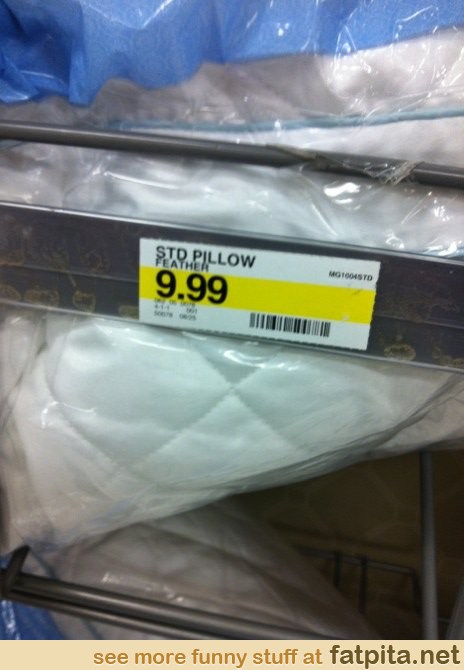 STD PILLOW
FEATHER
MG1004STD
9.99
see more funny stuff at fatpita.net